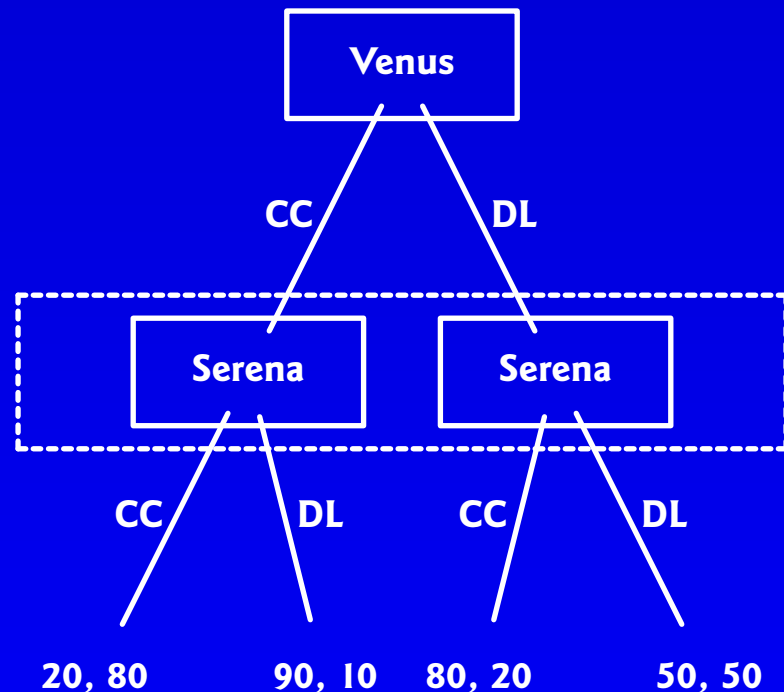 Venus
CC DL
Serena Serena
CC DL CC DL
20, 80 90, 10 80, 20 50, 50